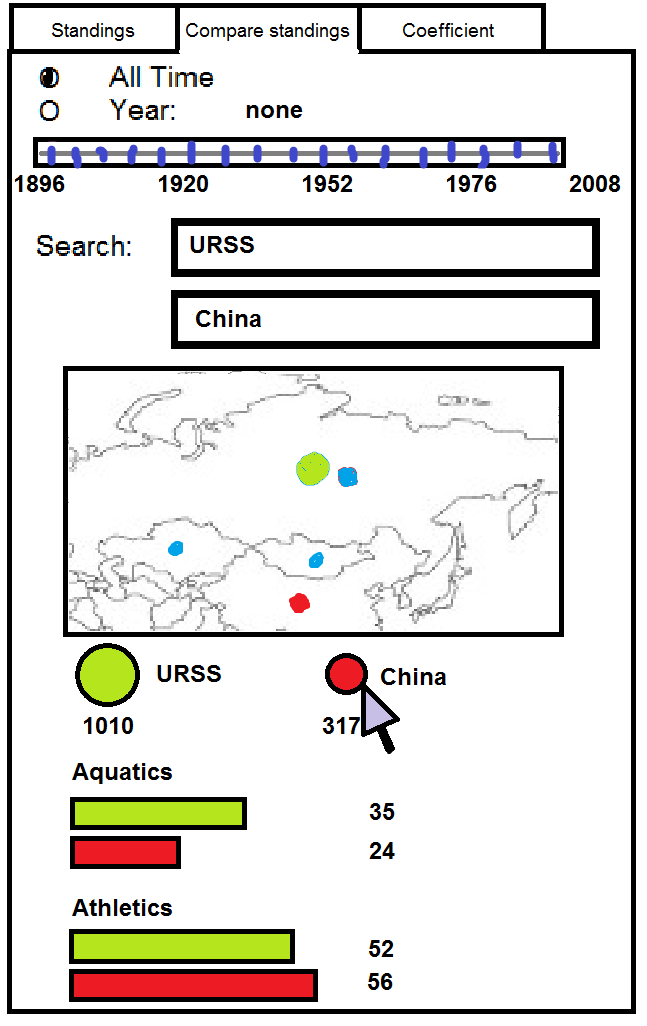 Standings Compare standings Coefficient
All Time
Year: none
1896 1920 1952 1976 2008
Search: URSS
China
URSS China
1010 317
Aquatics
35
24
Athletics
52
56